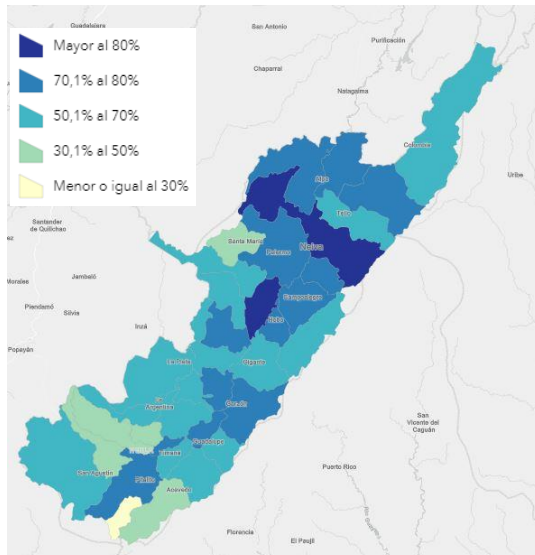 Guadalajara
San Antonio
Mayor al 80%
Purificación
70,1% al 80%
Chaparral
Natagaima
50,1% al 70%
Colombia
30,1% al 50%
Aipe
Uribe
Menor o igual al 30%
Tello
Santander
de Quilichao
Santa María
Neiva
Palermo
Jambaló
Morales
Campoalegre
Piendamó
Silvia
Hobo
Inzá
Popayán
La Plata
Gigante
La
Argentina
Garzón
San
Vicente del
Caguán
Guadalupe
Timaná
San Agustín
Pitalito
Puerto Rico
Acevedo
Florencia
El Paujil